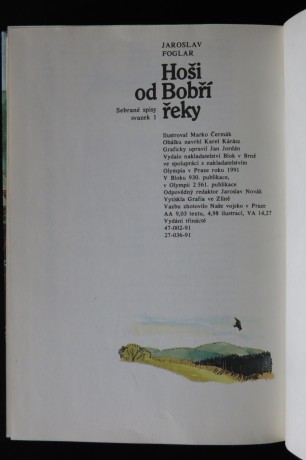 JAROSLAV
FOGLAR
Hoši
od Bobří
řeky
Sebrané spisy
svazek 1
Ilustroval Marko Čermák
Obálku navrhl Karel Kárász
Graficky upravil Jan Jordán
Vydalo nakladatelství Blok v Brně
ve spolupráci s nakladatelstvím
Olympia v Praze roku 1991
V Bloku 930. publikace,
v Olympii 2 561. publikace
Odpovědný redaktor Jaroslav Novák
Vytiskla Grafia ve Zlíně
Vazbu zhotovilo Naše vojsko v Praze
AA 9,03 textu, 4,98 ilustrací, VA 14,27
Vydání třinácté
47-002-91
27-036-91